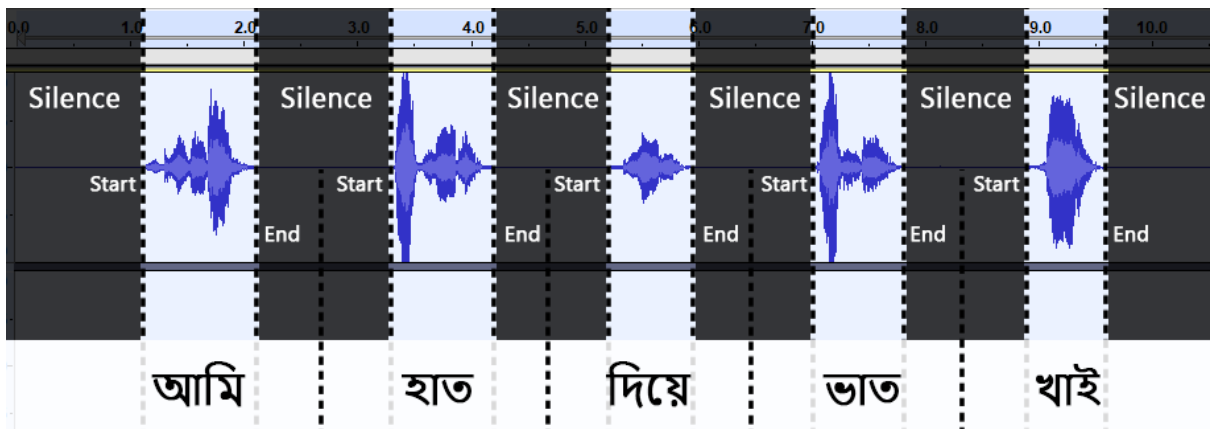 0.0 1.0 2.0 3.0 4.0 5.0 6.0 7.0 8.0 9.0 10.0
Silence Silence Silence Silence Silence Silence
Start Start Start Start Start
End End End End End
আমি হাত দিয়ে ভাত খাই